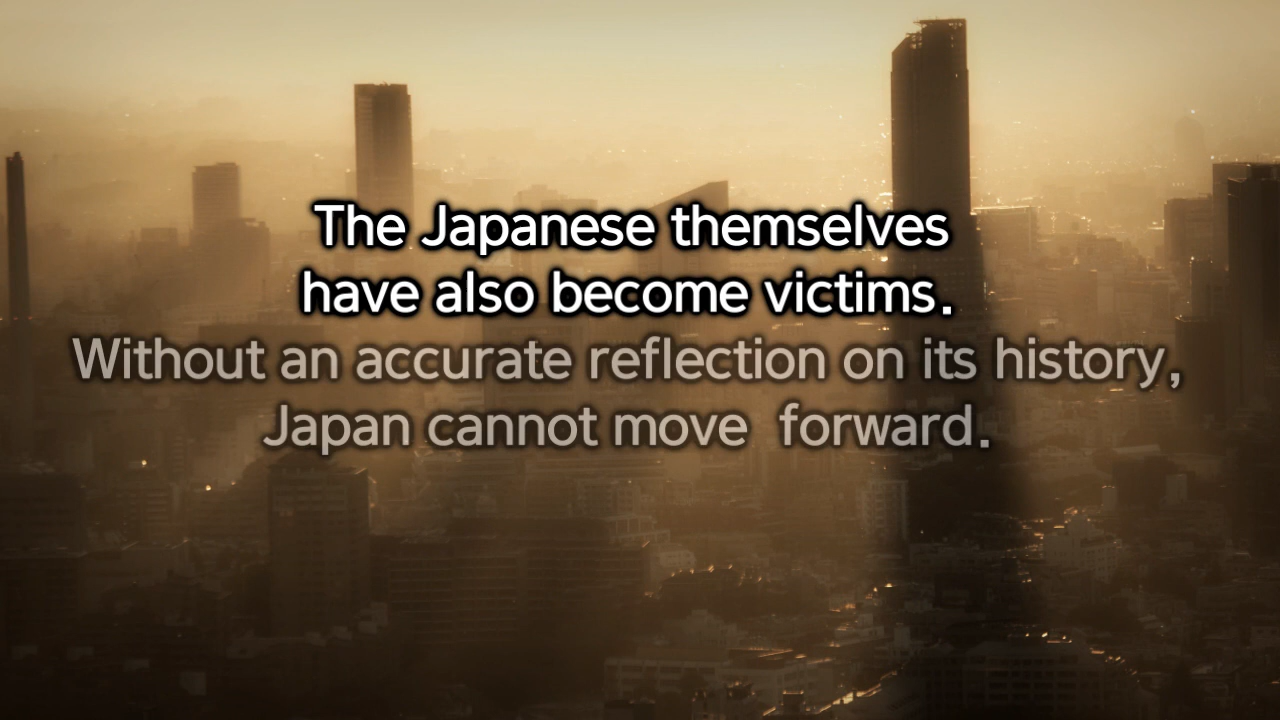 The Japanese themselves
have also become victims.
Without an accurate reflection on its history,
Japan cannot move  forward.